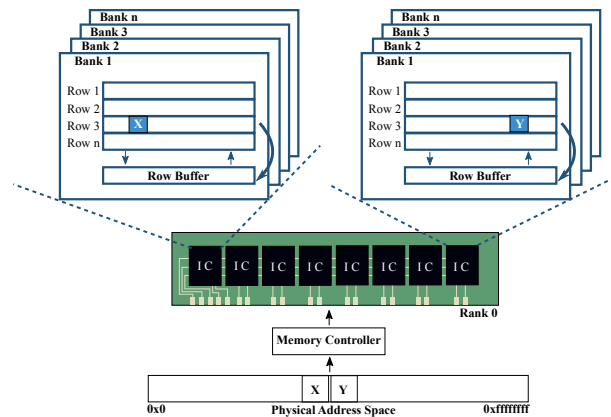 Bank n
Bank 3
Bank 2
Bank 1
Row 1
Row 2
Row 3
X
Row n
Row Buffer
Bank n
Bank 3
Bank 2
Bank 1
Row 1
Row 2
Row 3
Y
Row n
Row Buffer
I C I C I C I C I C I C I C I C
Rank 0
Memory Controller
X Y
0x0 Physical Address Space 0xffffffff